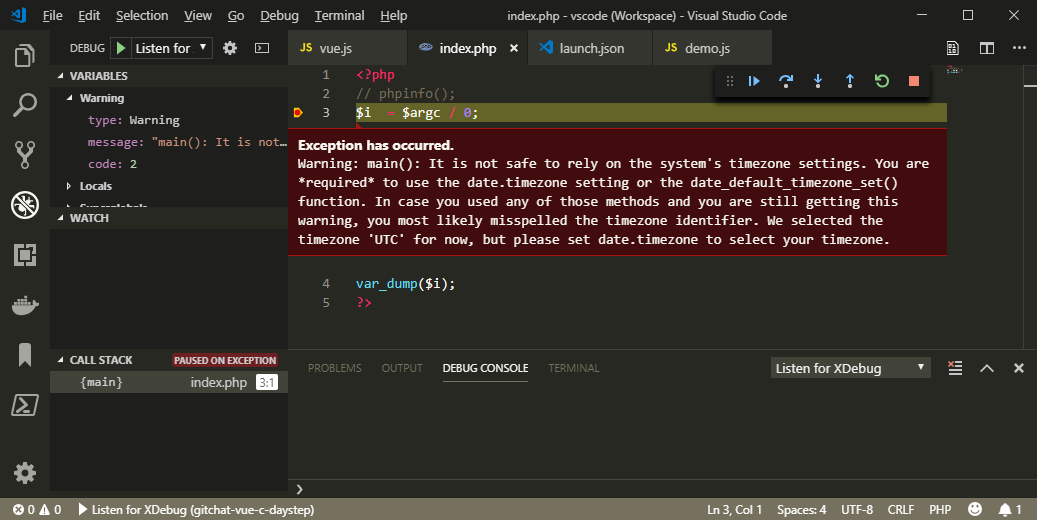 File Edit Selection View Go Debug Terminal Help index.php - vscode (Workspace) - Visual Studio Code
DEBUG Listen for
JS vue.js index.php × launch.json JS demo.js
VARIABLES
Warning
type: Warning
message: "main(): It is not…
code: 2
Locals
WATCH
CALL STACK PAUSED ON EXCEPTION
{main} index.php 3:1
1 <?php
2 // phpinfo();
3 $i = $argc / 0;
Exception has occurred.
Warning: main(): It is not safe to rely on the system's timezone settings. You are
*required* to use the date.timezone setting or the date_default_timezone_set()
function. In case you used any of those methods and you are still getting this
warning, you most likely misspelled the timezone identifier. We selected the
timezone 'UTC' for now, but please set date.timezone to select your timezone.
4 var_dump($i);
5 ?>
PROBLEMS OUTPUT DEBUG CONSOLE TERMINAL Listen for XDebug
0 0 Listen for XDebug (gitchat-vue-c-daystep) Ln 3, Col 1 Spaces: 4 UTF-8 CRLF PHP 1